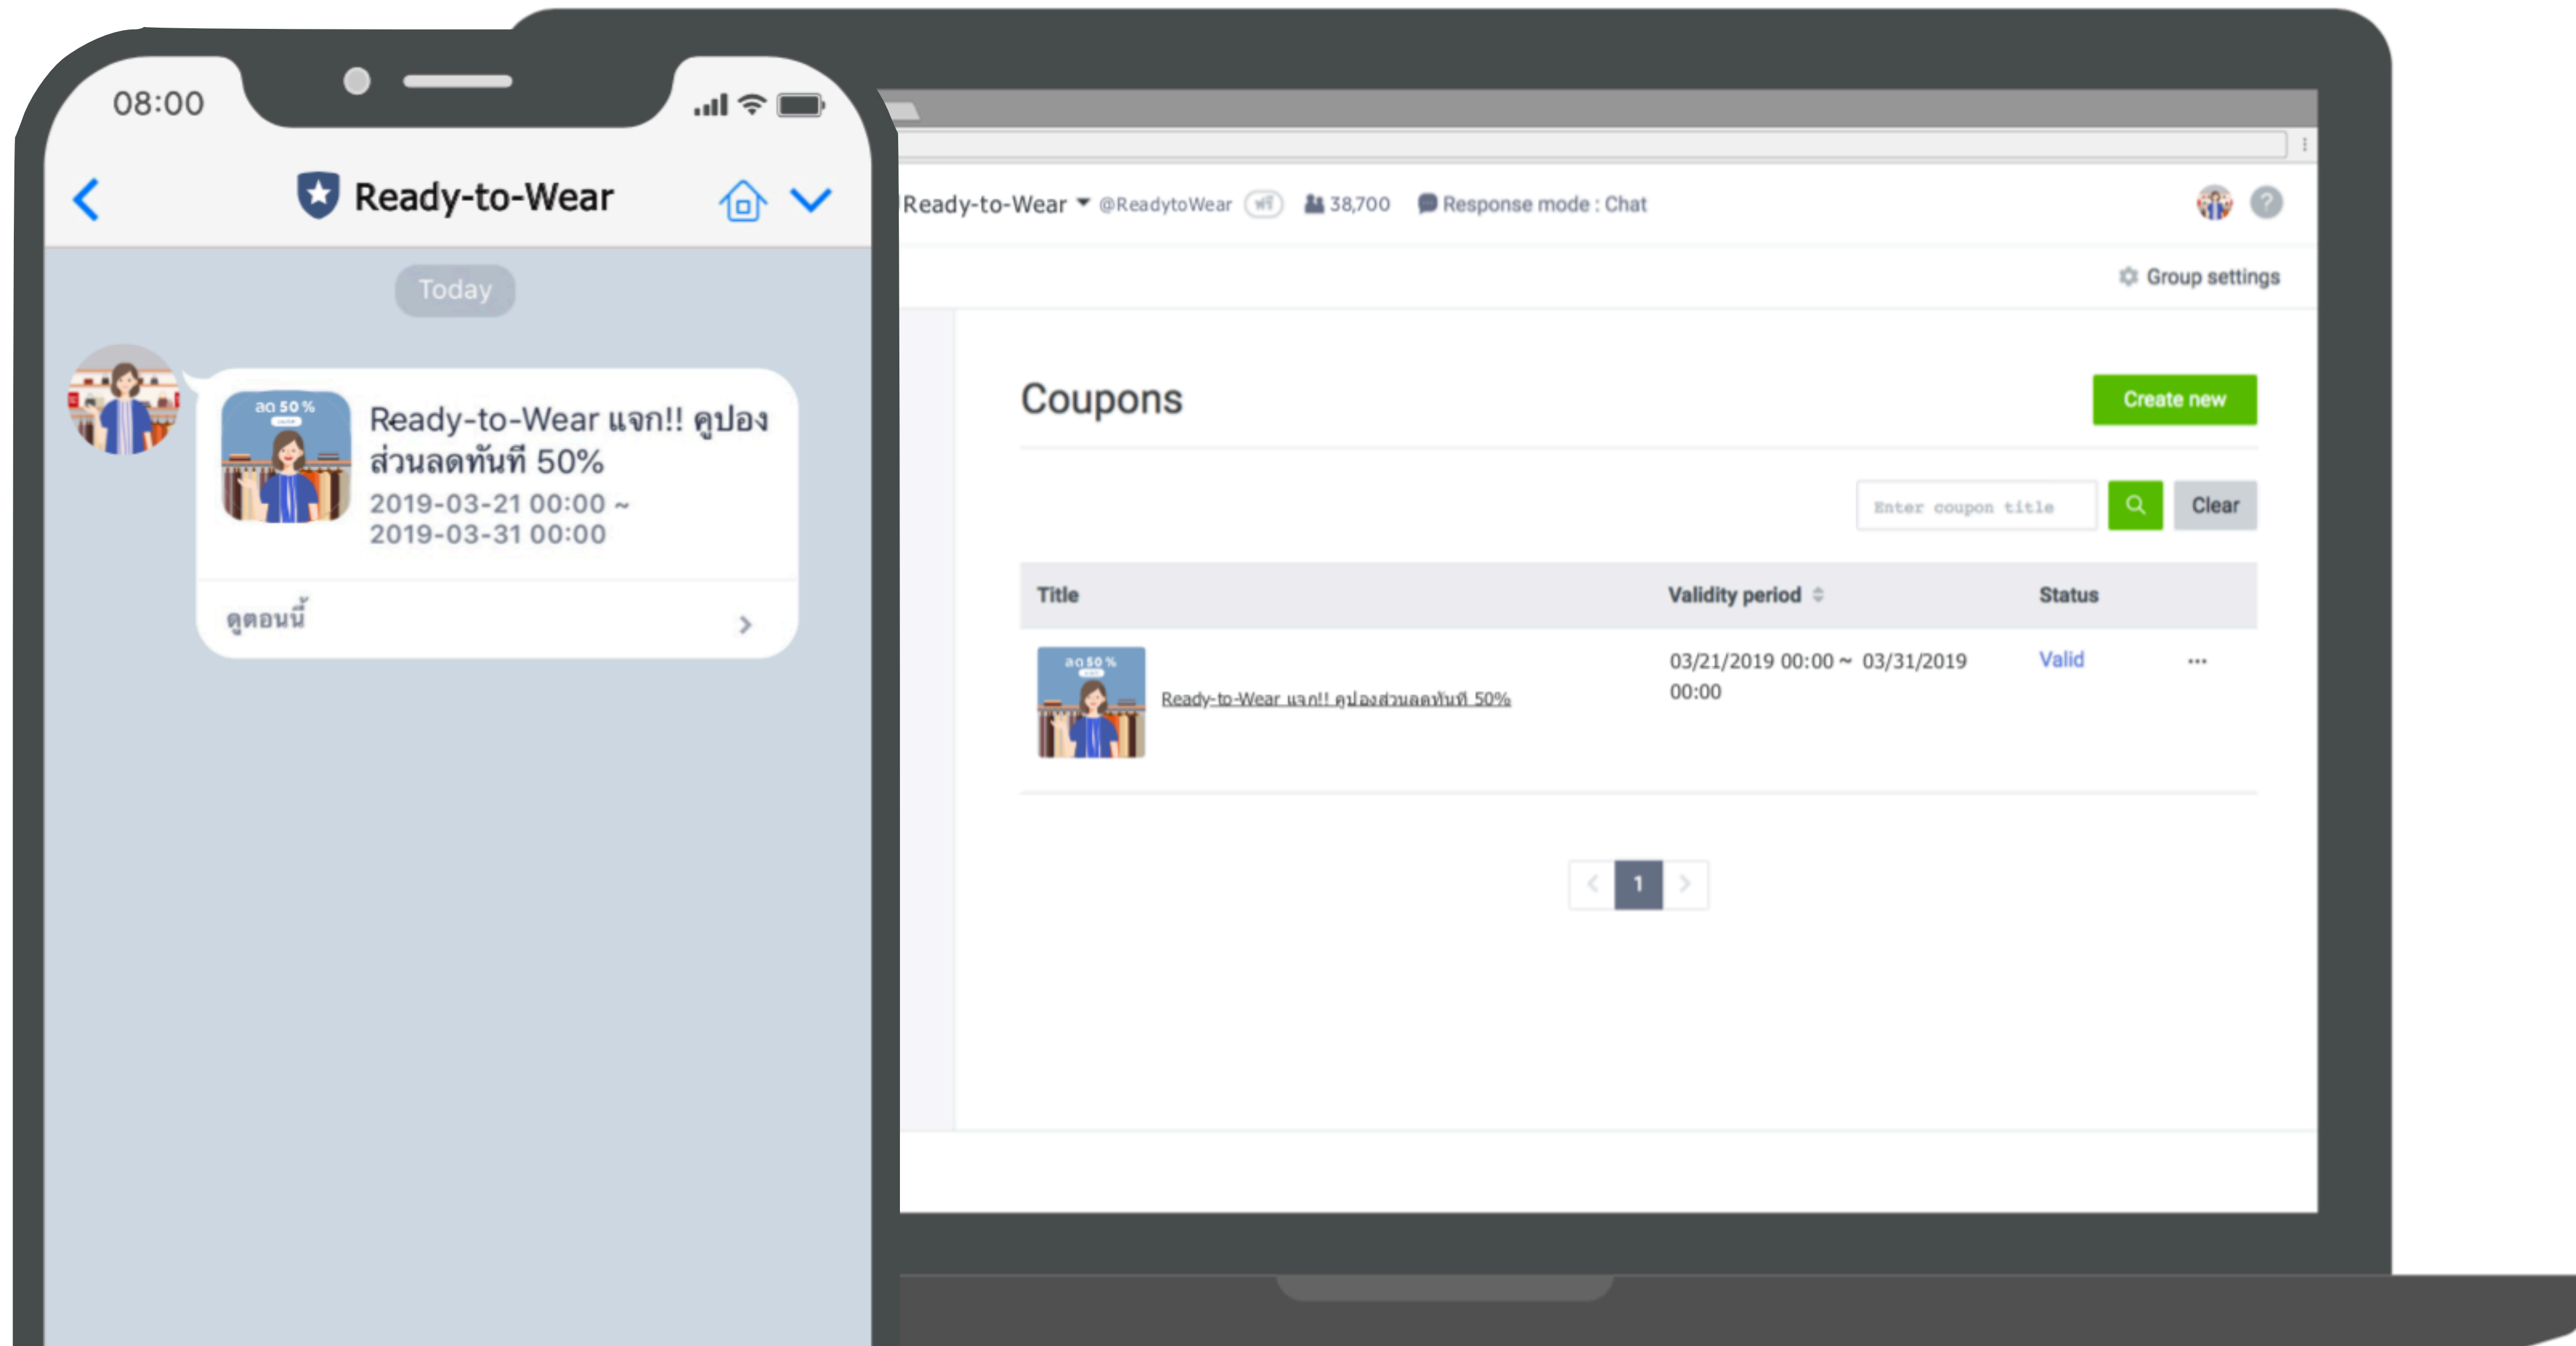 08:00
Ready-to-Wear
Today
ลด 50 %
Ready-to-Wear แจก!! คูปอง
ส่วนลดทันที 50%
2019-03-21 00:00 ~
2019-03-31 00:00
ดูตอนนี้
Ready-to-Wear @ReadytoWear ฟรี 38,700 Response mode : Chat
?
Group settings
Coupons
Create new
Enter coupon title
Clear
Title Validity period Status
ลด 50 %
Ready-to-Wear แจก!! คูปองส่วนลดทันที 50%
03/21/2019 00:00 ~ 03/31/2019
00:00
Valid
1